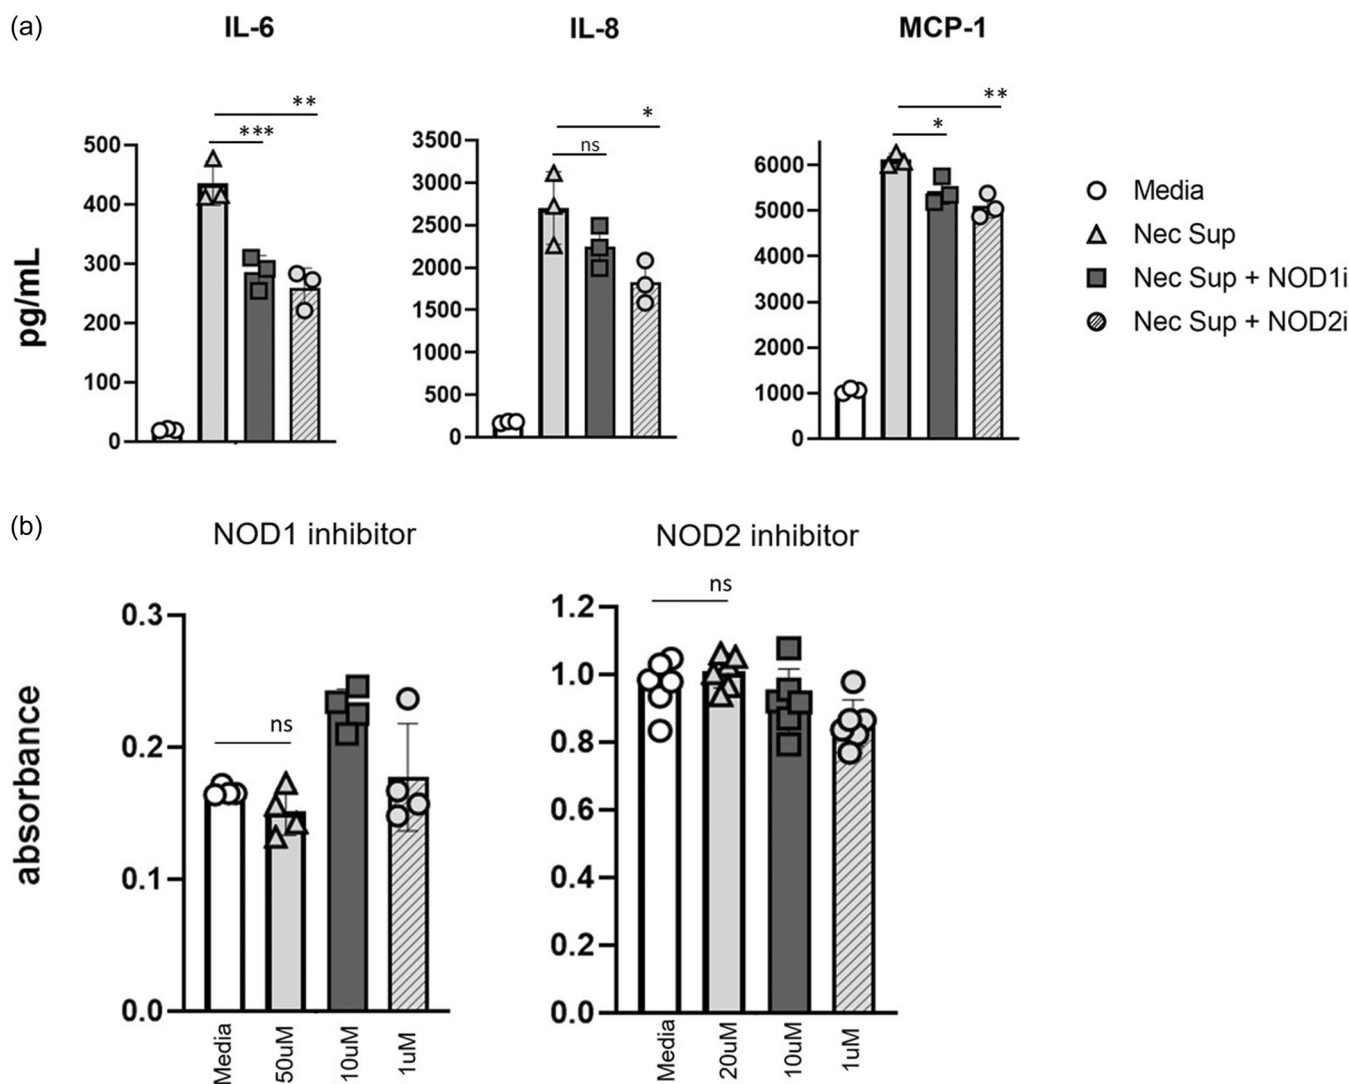 (a)
IL-6
IL-8
MCP-1
pg/mL
500
400
300
200
100
0
**
***
3500
3000
2500
2000
1500
1000
500
0
*
ns
6000
5000
4000
3000
2000
1000
0
**
*
Media
Nec Sup
Nec Sup + NOD1i
Nec Sup + NOD2i
(b)
NOD1 inhibitor
NOD2 inhibitor
absorbance
0.3
0.2
0.1
0.0
ns
Media
50uM
10uM
1uM
1.2
1.0
0.8
0.6
0.4
0.2
0.0
ns
Media
20uM
10uM
1uM